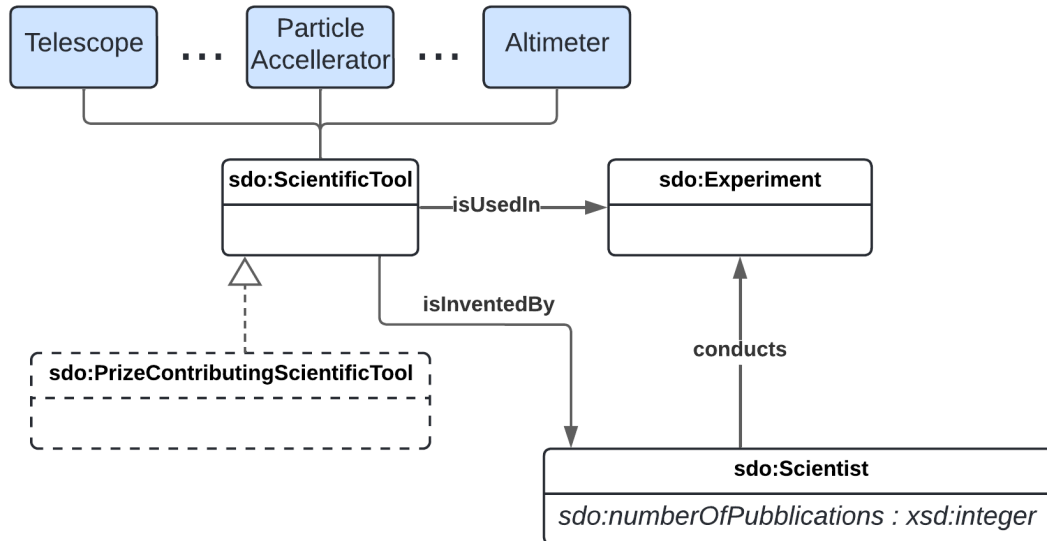 Telescope
...
Particle
Accellerator
...
Altimeter
sdo:ScientificTool
isUsedIn
sdo:Experiment
isInventedBy
conducts
sdo:PrizeContributingScientificTool
sdo:Scientist
sdo:numberOfPubblications : xsd:integer